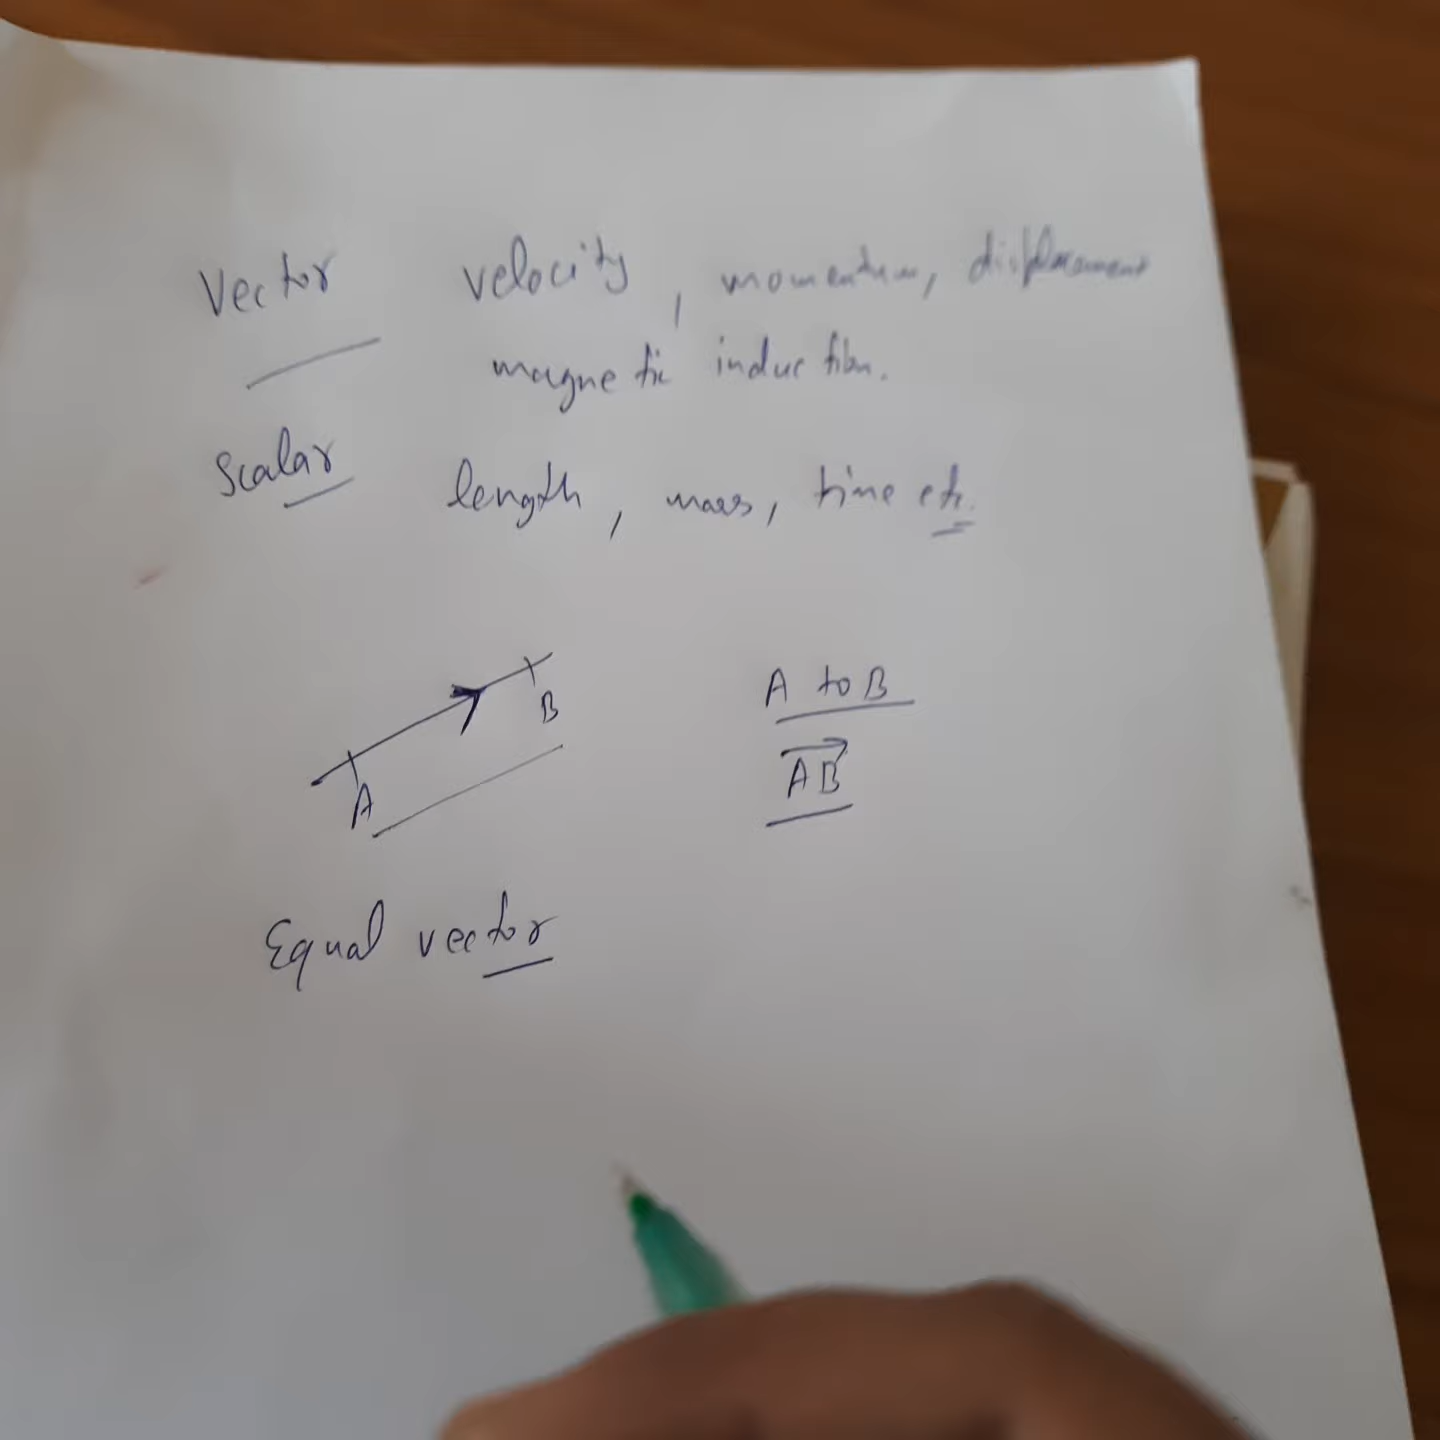 Vector velocity, momentum, displacement
magnetic induction.
Scalar length, mass, time etc.
A B
A to B
AB
Equal vector